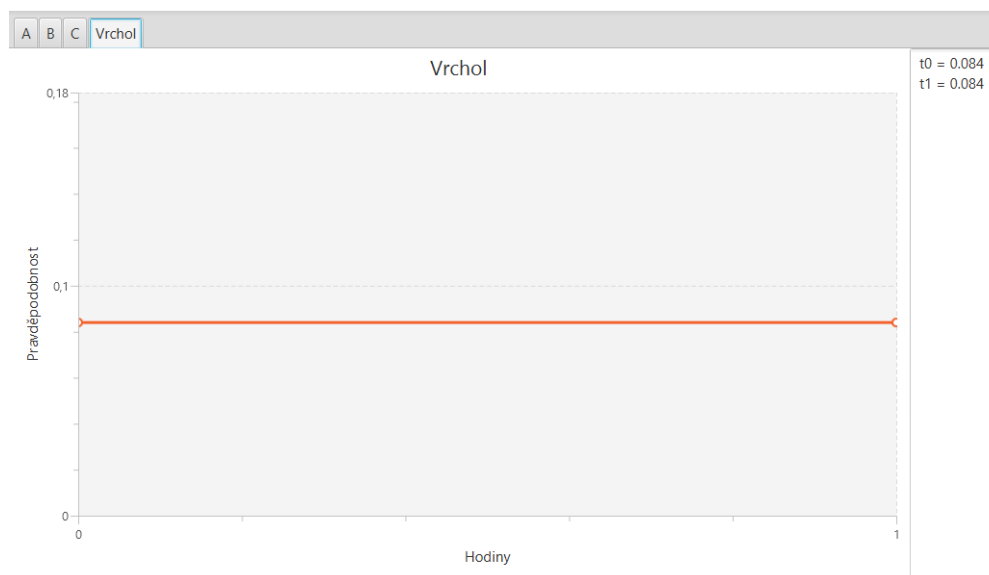 A B C Vrchol
Vrchol
t0 = 0.084
t1 = 0.084
0,18
0,1
0
Pravděpodobnost
0
1
Hodiny